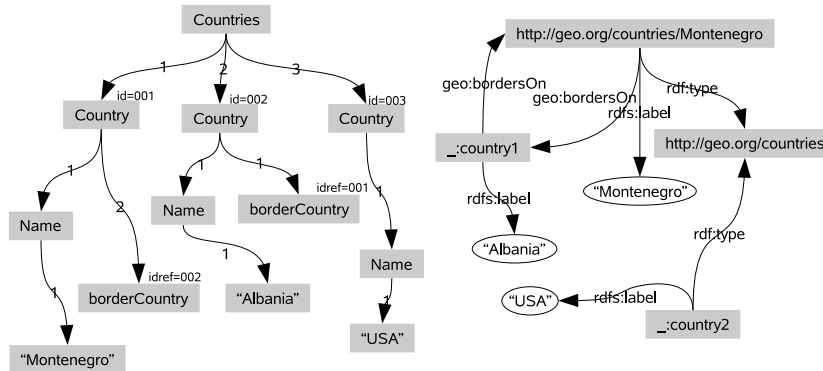 Countries
1
2
3
id=001
Country
id=002
Country
id=003
Country
1
2
1
1
1
Name
Name
idref=001
borderCountry
1
1
idref=002
borderCountry
"Albania"
Name
1
"Montenegro"
"USA"
http://geo.org/countries/Montenegro
geo:bordersOn
geo:bordersOn
rdfs:label
rdf:type
_:country1
http://geo.org/countries
rdfs:label
“Montenegro”
“Albania”
rdf:type
“USA”
rdfs:label
_:country2